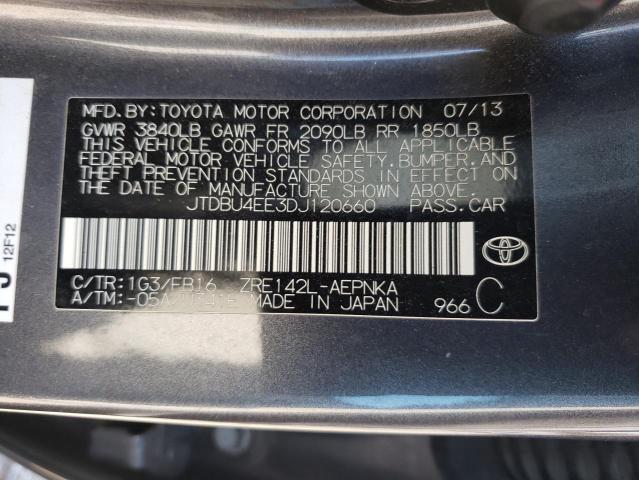 MFD.BY:TOYOTA MOTOR CORPORATION 07/13
GVWR 3840LB GAWR FR 2090LB RR 1850LB
THIS VEHICLE CONFORMS TO ALL APPLICABLE
FEDERAL MOTOR VEHICLE SAFETY,BUMPER,AND
THEFT PREVENTION STANDARDS IN EFFECT ON
THE DATE OF MANUFACTURE SHOWN ABOVE.
JTDBU4EE3DJ120660 PASS.CAR
C/TR:1G3/FB16 ZRE142L-AEPNKA
A/TM: MADE IN JAPAN 966 C
12F12